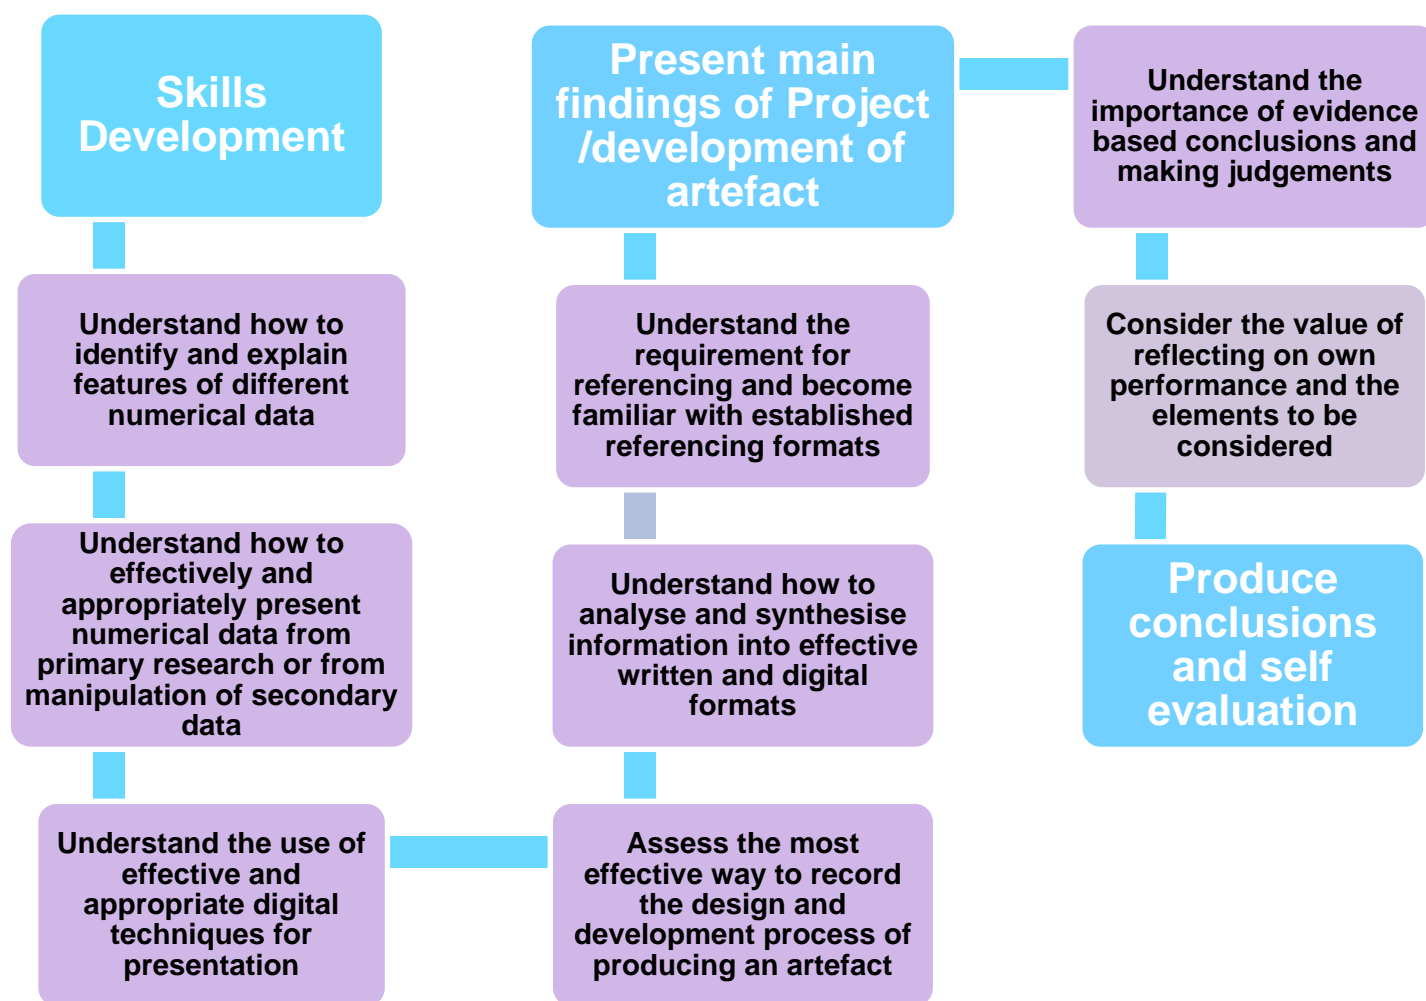 Skills
Development
Understand how to
identify and explain
features of different
numerical data
Understand how to
effectively and
appropriately present
numerical data from
primary research or from
manipulation of secondary
data
Understand the use of
effective and
appropriate digital
techniques for
presentation
Assess the most
effective way to record
the design and
development process of
producing an artefact
Understand how to
analyse and synthesise
information into effective
written and digital
formats
Understand the
requirement for
referencing and become
familiar with established
referencing formats
Present main
findings of Project
/development of
artefact
Understand the
importance of evidence
based conclusions and
making judgements
Consider the value of
reflecting on own
performance and the
elements to be
considered
Produce
conclusions
and self
evaluation